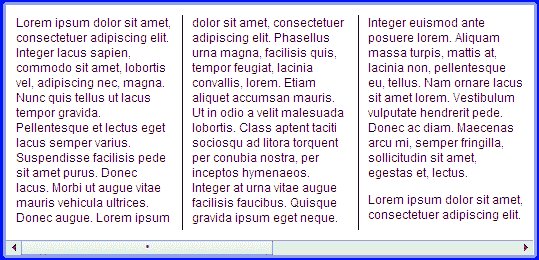 Lorem ipsum dolor sit amet,
consectetuer adipiscing elit.
Integer lacus sapien,
commodo sit amet, lobortis
vel, adipiscing nec, magna.
Nunc quis tellus ut lacus
tempor gravida.
Pellentesque et lectus eget
lacus semper varius.
Suspendisse facilisis pede
sit amet purus. Donec
lacus. Morbi ut augue vitae
mauris vehicula ultrices.
Donec augue. Lorem ipsum
dolor sit amet, consectetuer
adipiscing elit. Phasellus
urna magna, facilisis quis,
tempor feugiat, lacinia
convallis, lorem. Etiam
aliquet accumsan mauris.
Ut in odio a velit malesuada
lobortis. Class aptent taciti
sociosqu ad litora torquent
per conubia nostra, per
inceptos hymenaeos.
Integer at urna vitae augue
facilisis faucibus. Quisque
gravida ipsum eget neque.
Integer euismod ante
posuere lorem. Aliquam
massa turpis, mattis at,
lacinia non, pellentesque
eu, tellus. Nam ornare lacus
sit amet lorem. Vestibulum
vulputate hendrerit pede.
Donec ac diam. Maecenas
arcu mi, semper fringilla,
sollicitudin sit amet,
egestas et, lectus.
Lorem ipsum dolor sit amet,
consectetuer adipiscing elit.